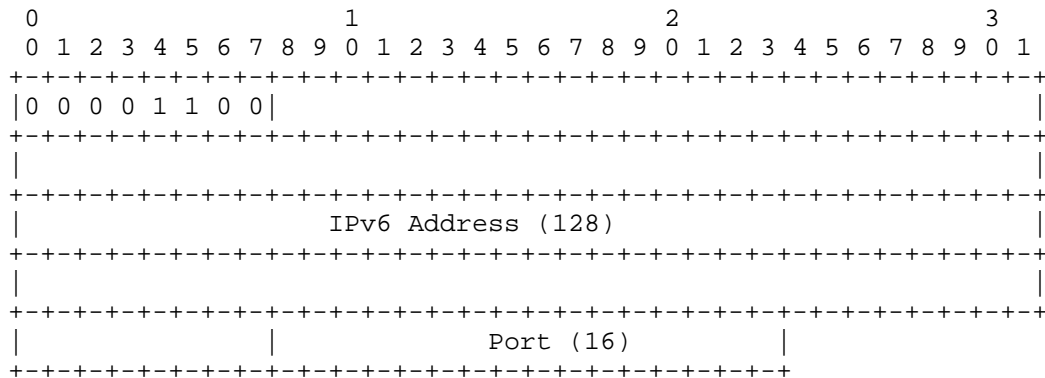 0                   1                   2                   3
 0 1 2 3 4 5 6 7 8 9 0 1 2 3 4 5 6 7 8 9 0 1 2 3 4 5 6 7 8 9 0 1
+-+-+-+-+-+-+-+-+-+-+-+-+-+-+-+-+-+-+-+-+-+-+-+-+-+-+-+-+-+-+-+-+
|0 0 0 0 1 1 0 0|                                               |
+-+-+-+-+-+-+-+-+-+-+-+-+-+-+-+-+-+-+-+-+-+-+-+-+-+-+-+-+-+-+-+-+
|                                                               |
+-+-+-+-+-+-+-+-+-+-+-+-+-+-+-+-+-+-+-+-+-+-+-+-+-+-+-+-+-+-+-+-+
|                   IPv6 Address (128)                          |
+-+-+-+-+-+-+-+-+-+-+-+-+-+-+-+-+-+-+-+-+-+-+-+-+-+-+-+-+-+-+-+-+
|                                                               |
+-+-+-+-+-+-+-+-+-+-+-+-+-+-+-+-+-+-+-+-+-+-+-+-+-+-+-+-+-+-+-+-+
|               |             Port (16)         |
+-+-+-+-+-+-+-+-+-+-+-+-+-+-+-+-+-+-+-+-+-+-+-+-+